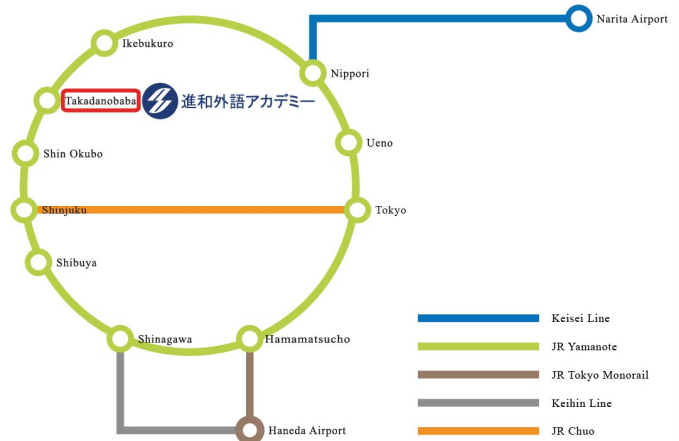 Narita Airport
Ikebukuro
Nippori
Takadanobaba
進和外語アカデミー
Ueno
Shin Okubo
Shinjuku
Tokyo
Shibuya
Shinagawa
Hamamatsucho
Haneda Airport
Keisei Line
JR Yamanote
JR Tokyo Monorail
Keihin Line
JR Chuo